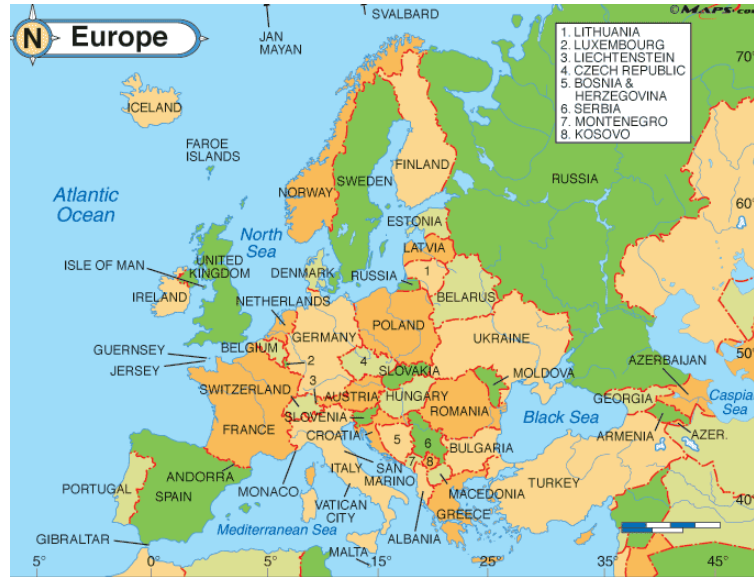 SVALBARD
© MAPS.co
N
Europe
JAN
MAYAN
1. LITHUANIA
2. LUXEMBOURG
3. LIECHTENSTEIN
4 CZECH REPUBLIC
5 BOSNIA &
HERZEGOVINA
6. SERBIA
7. MONTENEGRO
8. KOSOVO
70°
ICELAND
FAROE
ISLANDS
FINLAND
RUSSIA
NORWAY
SWEDEN
Atlantic
Ocean
60°
ESTONIA
North
Sea
LATVIA
ISLE OF MAN
UNITED
KINGDOM
DENMARK
RUSSIA
1
IRELAND
NETHERLANDS
BELARUS
POLAND
GERMANY
UKRAINE
GUERNSEY
BELGIUM
50°
JERSEY
2
4
SLOVAKIA
MOLDOVA
AZERBAIJAN
SWITZERLAND
3
AUSTRIA
HUNGARY
GEORGIA
Caspia
Sea
SLOVENIA
ROMANIA
FRANCE
Black Sea
CROATIA
5
6
ARMENIA
AZER.
BULGARIA
ANDORRA
ITALY
SAN
MARINO
7
8
PORTUGAL
SPAIN
MONACO
VATICAN
CITY
MACEDONIA
TURKEY
40°
GREECE
Mediterranean Sea
ALBANIA
GIBRALTAR
MALTA
5°
0°
15°
25°
35°
45°